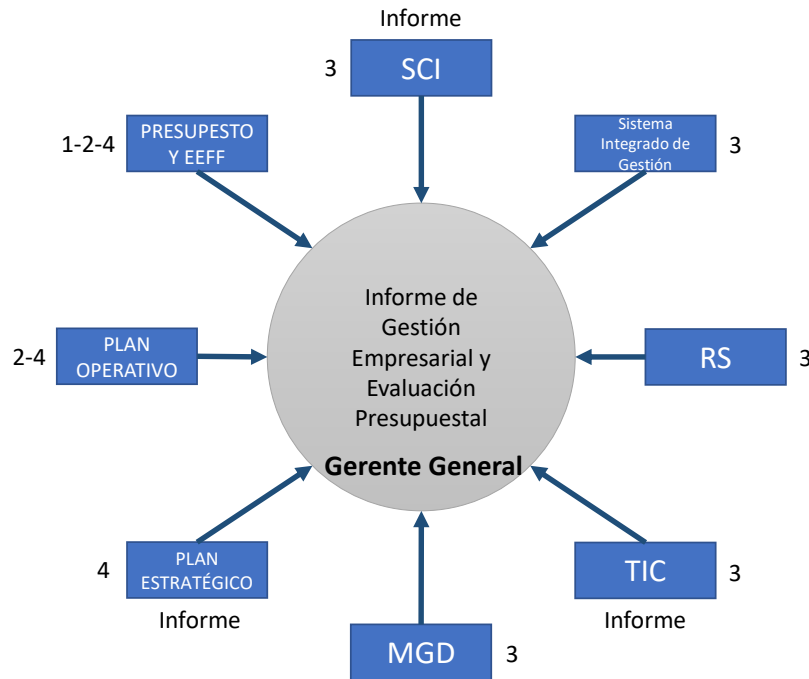 Informe
3
SCI
1-2-4
PRESUPESTO
Y EEFF
Sistema
Integrado de
Gestión
3
Informe de
Gestión
Empresarial y
Evaluación
Presupuestal
Gerente General
2-4
PLAN
OPERATIVO
RS
3
4
PLAN
ESTRATÉGICO
Informe
TIC
3
Informe
MGD
3